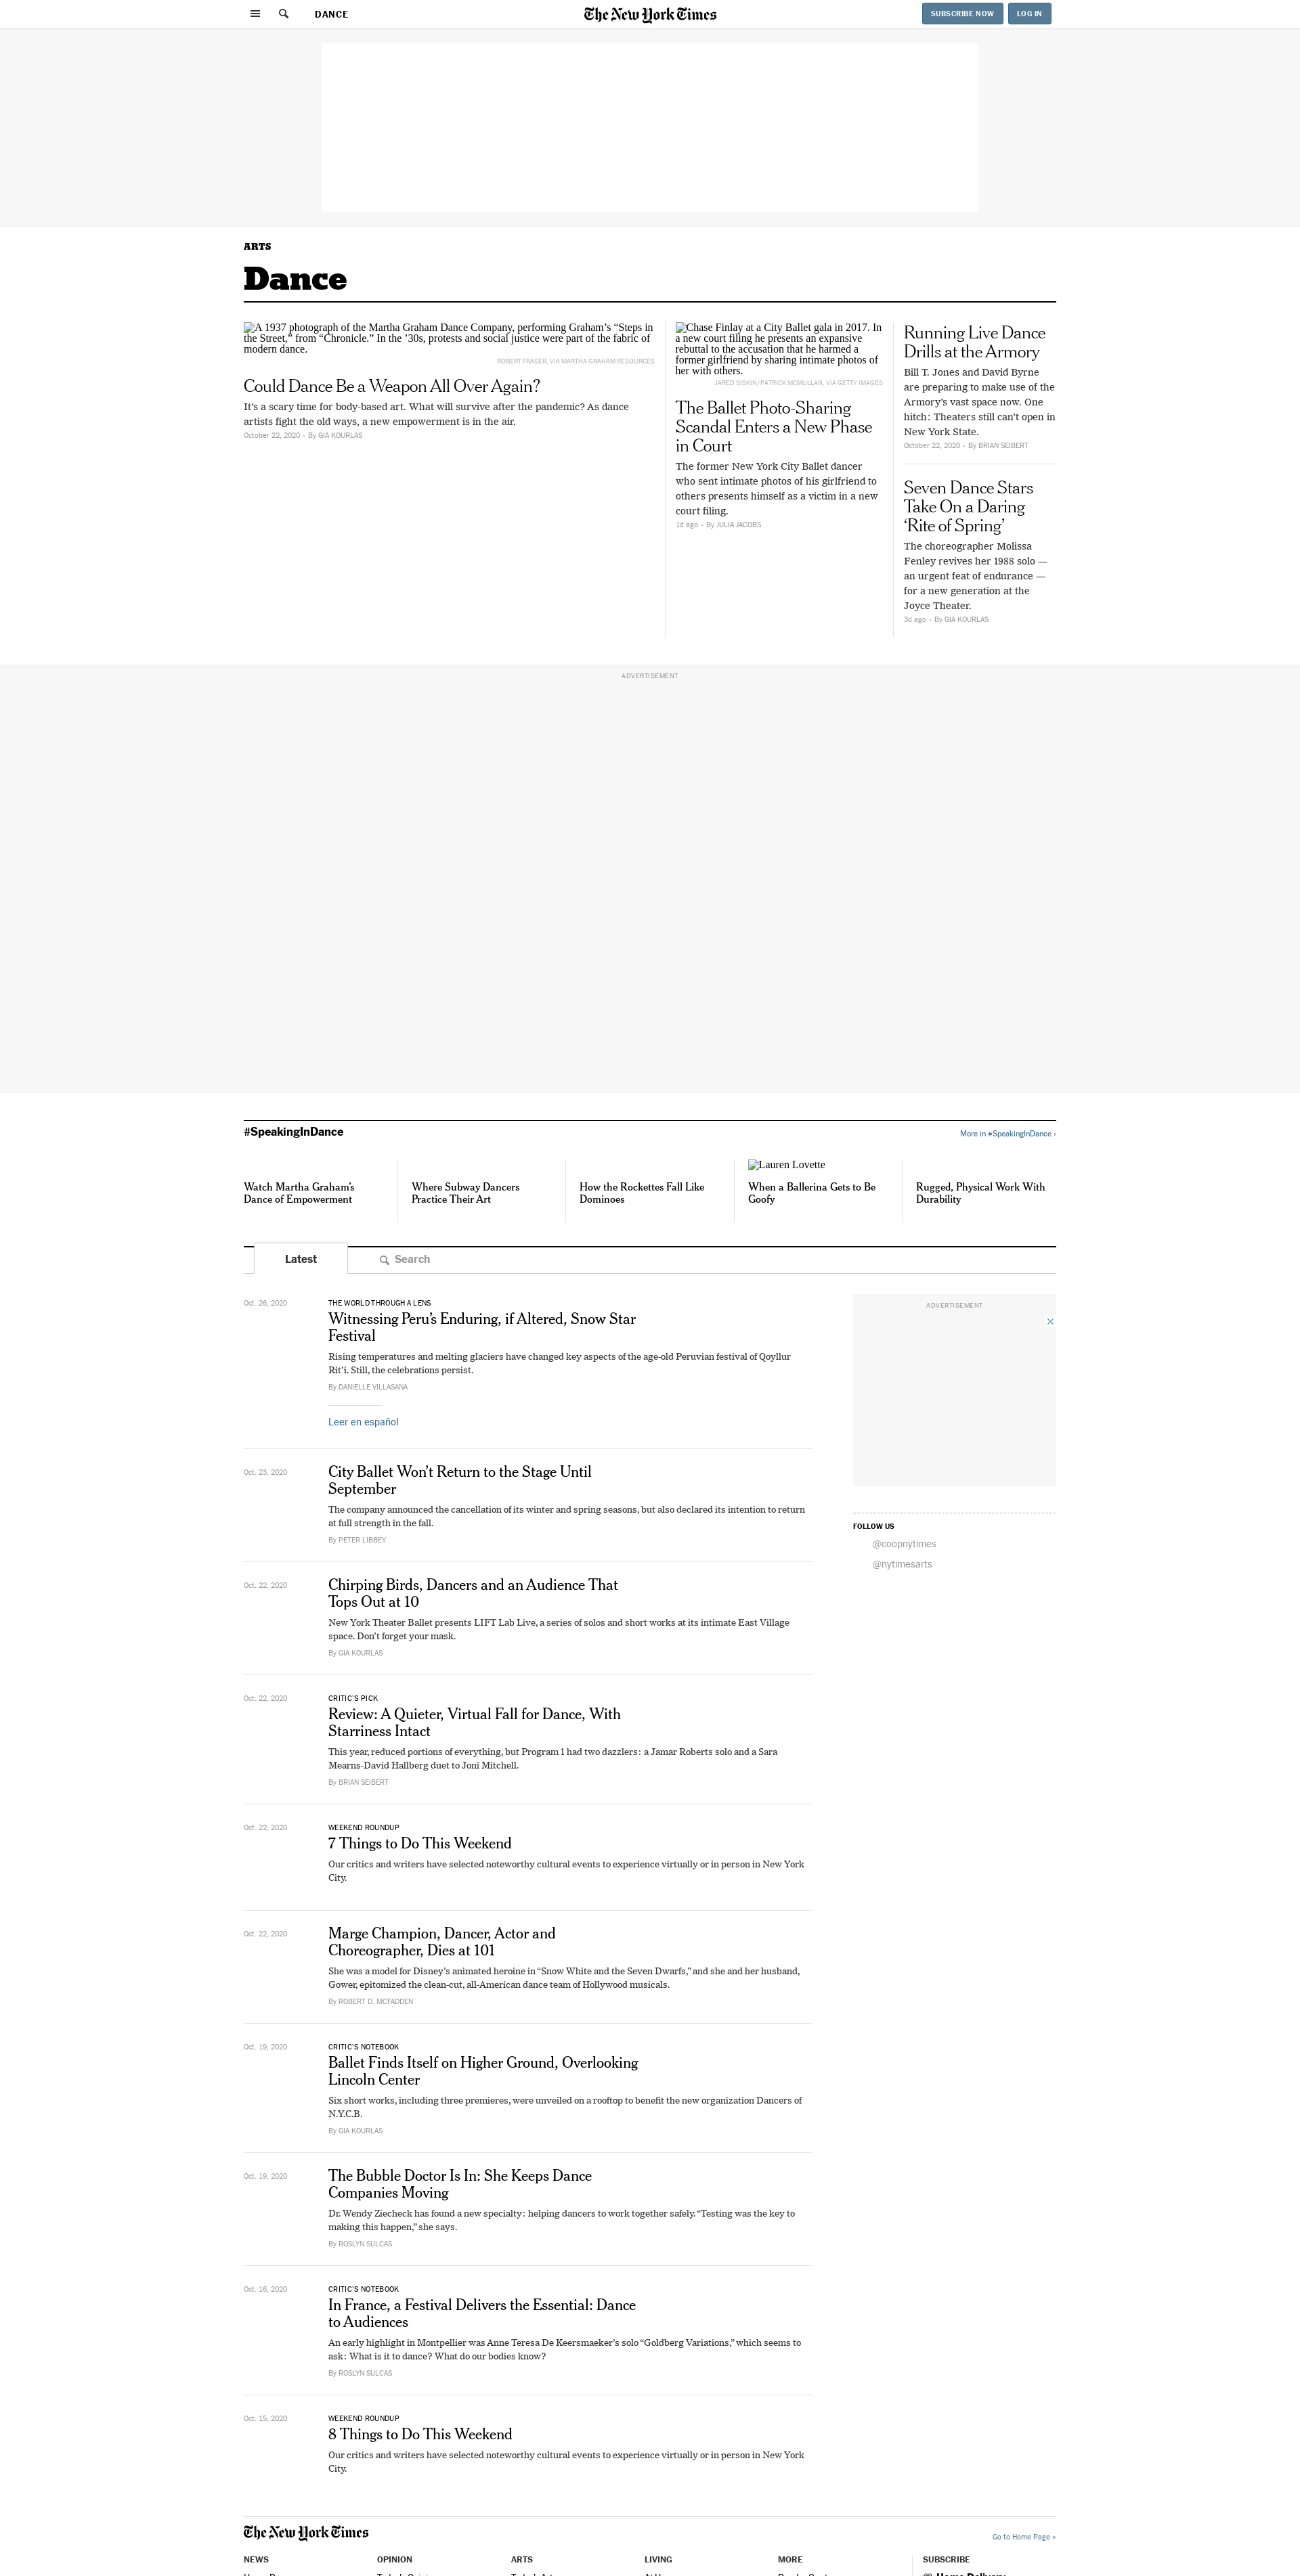 DANCE
The New York Times
SUBSCRIBE NOW
LOG IN
ARTS
Dance
A 1937 photograph of the Martha Graham Dance Company, performing Graham’s “Steps in
the Street,” from “Chronicle.” In the ’30s, protests and social justice were part of the fabric of
modern dance.
ROBERT FRASER, VIA MARTHA GRAHAM RESOURCES
Could Dance Be a Weapon All Over Again?
It’s a scary time for body-based art. What will survive after the pandemic? As dance
artists fight the old ways, a new empowerment is in the air.
October 22, 2020 • By GIA KOURLAS
Chase Finlay at a City Ballet gala in 2017. In
a new court filing he presents an expansive
rebuttal to the accusation that he harmed a
former girlfriend by sharing intimate photos of
her with others.
JARED SISKIN/PATRICK MCMULLAN, VIA GETTY IMAGES
The Ballet Photo-Sharing
Scandal Enters a New Phase
in Court
The former New York City Ballet dancer
who sent intimate photos of his girlfriend to
others presents himself as a victim in a new
court filing.
1d ago • By JULIA JACOBS
Running Live Dance
Drills at the Armory
Bill T. Jones and David Byrne
are preparing to make use of the
Armory’s vast space now. One
hitch: Theaters still can’t open in
New York State.
October 22, 2020 • By BRIAN SEIBERT
Seven Dance Stars
Take On a Daring
‘Rite of Spring’
The choreographer Molissa
Fenley revives her 1988 solo —
an urgent feat of endurance —
for a new generation at the
Joyce Theater.
3d ago • By GIA KOURLAS
ADVERTISEMENT
#SpeakingInDance
More in #SpeakingInDance ›
Watch Martha Graham’s
Dance of Empowerment
Where Subway Dancers
Practice Their Art
How the Rockettes Fall Like
Dominoes
Lauren Lovette
When a Ballerina Gets to Be
Goofy
Rugged, Physical Work With
Durability
Latest
Search
Oct. 26, 2020
THE WORLD THROUGH A LENS
Witnessing Peru’s Enduring, if Altered, Snow Star
Festival
Rising temperatures and melting glaciers have changed key aspects of the age-old Peruvian festival of Qoyllur
Rit’i. Still, the celebrations persist.
By DANIELLE VILLASANA
Leer en español
ADVERTISEMENT
Oct. 23, 2020
City Ballet Won’t Return to the Stage Until
September
The company announced the cancellation of its winter and spring seasons, but also declared its intention to return
at full strength in the fall.
By PETER LIBBEY
FOLLOW US
@coopnytimes
@nytimesarts
Oct. 22, 2020
Chirping Birds, Dancers and an Audience That
Tops Out at 10
New York Theater Ballet presents LIFT Lab Live, a series of solos and short works at its intimate East Village
space. Don’t forget your mask.
By GIA KOURLAS
Oct. 22, 2020
CRITIC’S PICK
Review: A Quieter, Virtual Fall for Dance, With
Starriness Intact
This year, reduced portions of everything, but Program 1 had two dazzlers: a Jamar Roberts solo and a Sara
Mearns-David Hallberg duet to Joni Mitchell.
By BRIAN SEIBERT
Oct. 22, 2020
WEEKEND ROUNDUP
7 Things to Do This Weekend
Our critics and writers have selected noteworthy cultural events to experience virtually or in person in New York
City.
Oct. 22, 2020
Marge Champion, Dancer, Actor and
Choreographer, Dies at 101
She was a model for Disney’s animated heroine in “Snow White and the Seven Dwarfs,” and she and her husband,
Gower, epitomized the clean-cut, all-American dance team of Hollywood musicals.
By ROBERT D. MCFADDEN
Oct. 19, 2020
CRITIC’S NOTEBOOK
Ballet Finds Itself on Higher Ground, Overlooking
Lincoln Center
Six short works, including three premieres, were unveiled on a rooftop to benefit the new organization Dancers of
N.Y.C.B.
By GIA KOURLAS
Oct. 19, 2020
The Bubble Doctor Is In: She Keeps Dance
Companies Moving
Dr. Wendy Ziecheck has found a new specialty: helping dancers to work together safely. “Testing was the key to
making this happen,” she says.
By ROSLYN SULCAS
Oct. 16, 2020
CRITIC’S NOTEBOOK
In France, a Festival Delivers the Essential: Dance
to Audiences
An early highlight in Montpellier was Anne Teresa De Keersmaeker’s solo “Goldberg Variations,” which seems to
ask: What is it to dance? What do our bodies know?
By ROSLYN SULCAS
Oct. 15, 2020
WEEKEND ROUNDUP
8 Things to Do This Weekend
Our critics and writers have selected noteworthy cultural events to experience virtually or in person in New York
City.
The New York Times
Go to Home Page »
NEWS
OPINION
ARTS
LIVING
MORE
SUBSCRIBE